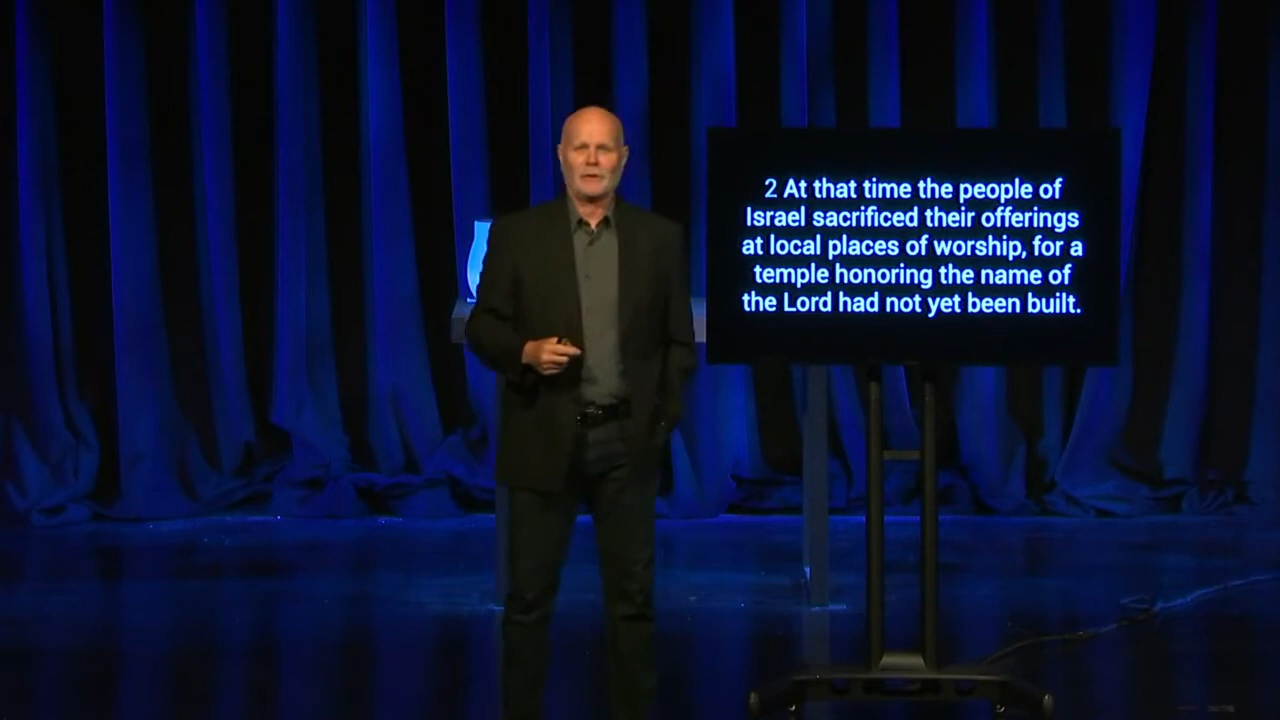 2 At that time the people of
Israel sacrificed their offerings
at local places of worship, for a
temple honoring the name of
the Lord had not yet been built.